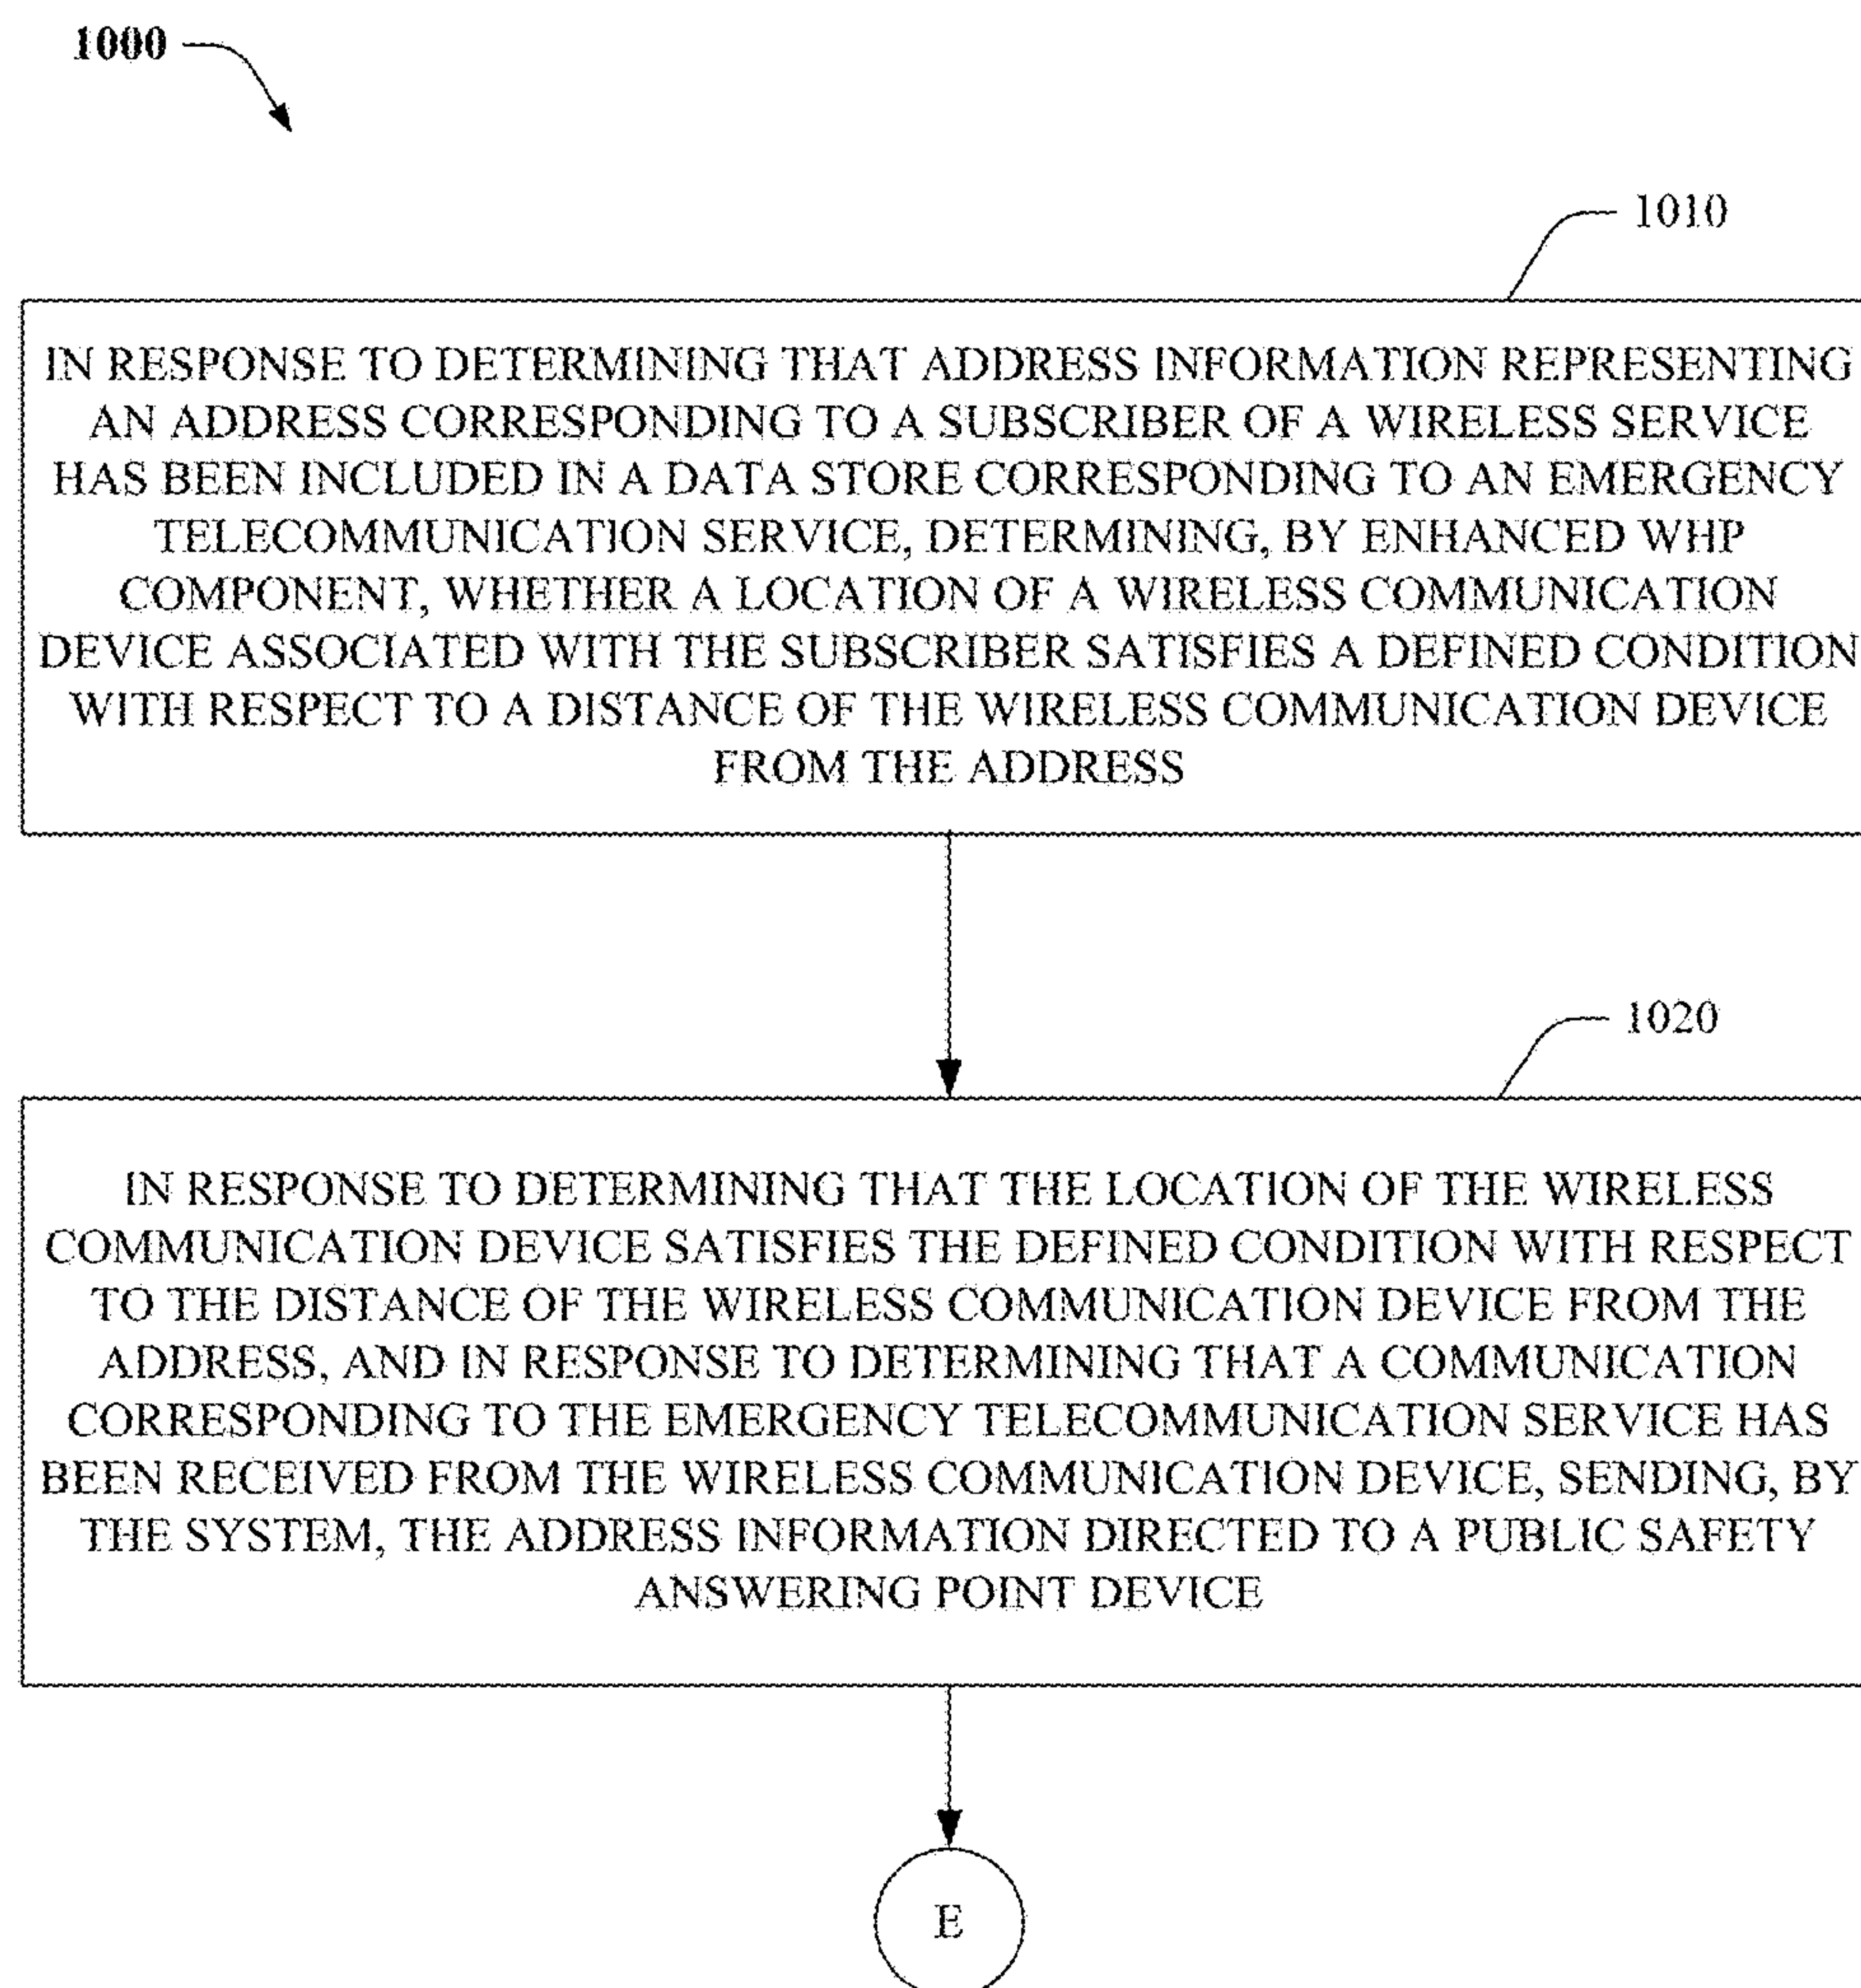 1000
1010
IN RESPONSE TO DETERMINING THAT ADDRESS INFORMATION REPRESENTING
AN ADDRESS CORRESPONDING TO A SUBSCRIBER OF A WIRELESS SERVICE
HAS BEEN INCLUDED IN A DATA STORE CORRESPONDING TO AN EMERGENCY
TELECOMMUNICATION SERVICE, DETERMINING, BY ENHANCED WHP
COMPONENT, WHETHER A LOCATION OF A WIRELESS COMMUNICATION
DEVICE ASSOCIATED WITH THE SUBSCRIBER SATISFIES A DEFINED CONDITION
WITH RESPECT TO A DISTANCE OF THE WIRELESS COMMUNICATION DEVICE
FROM THE ADDRESS
1020
IN RESPONSE TO DETERMINING THAT THE LOCATION OF THE WIRELESS
COMMUNICATION DEVICE SATISFIES THE DEFINED CONDITION WITH RESPECT
TO THE DISTANCE OF THE WIRELESS COMMUNICATION DEVICE FROM THE
ADDRESS, AND IN RESPONSE TO DETERMINING THAT A COMMUNICATION
CORRESPONDING TO THE EMERGENCY TELECOMMUNICATION SERVICE HAS
BEEN RECEIVED FROM THE WIRELESS COMMUNICATION DEVICE, SENDING, BY
THE SYSTEM, THE ADDRESS INFORMATION DIRECTED TO A PUBLIC SAFETY
ANSWERING POINT DEVICE
E